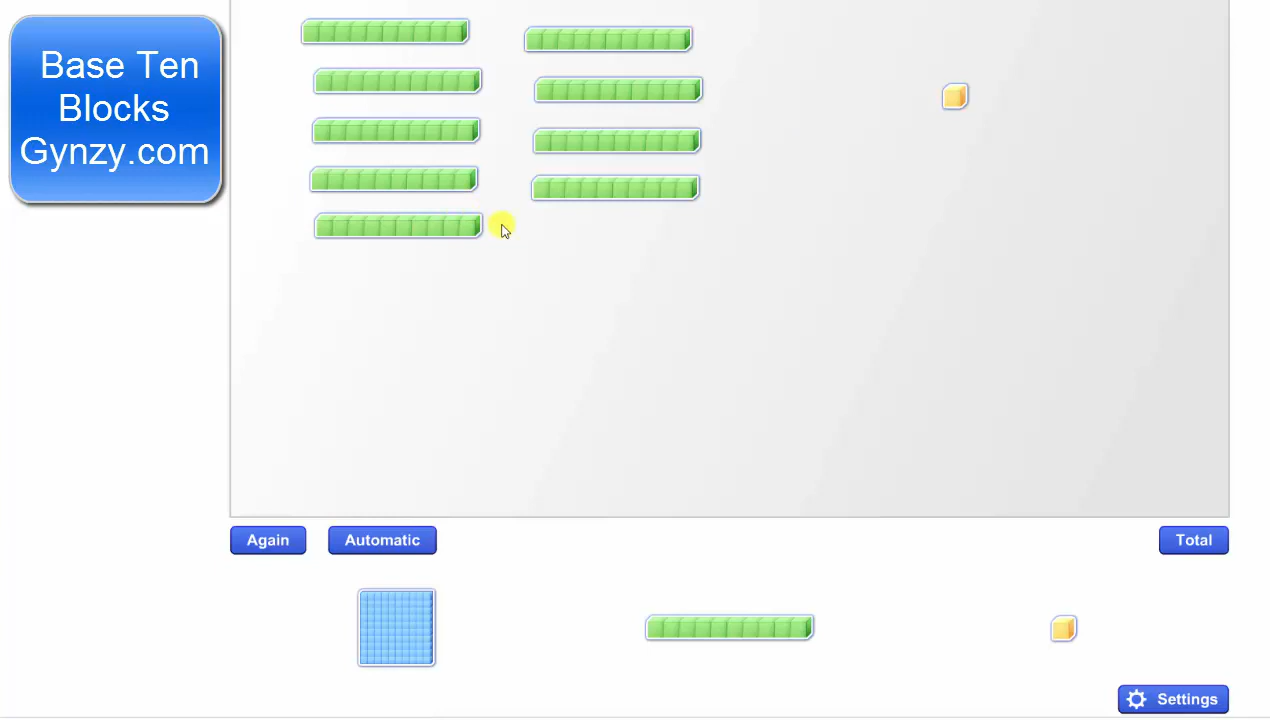 Base Ten
Blocks
Gynzy.com
Again
Automatic
Total
Settings